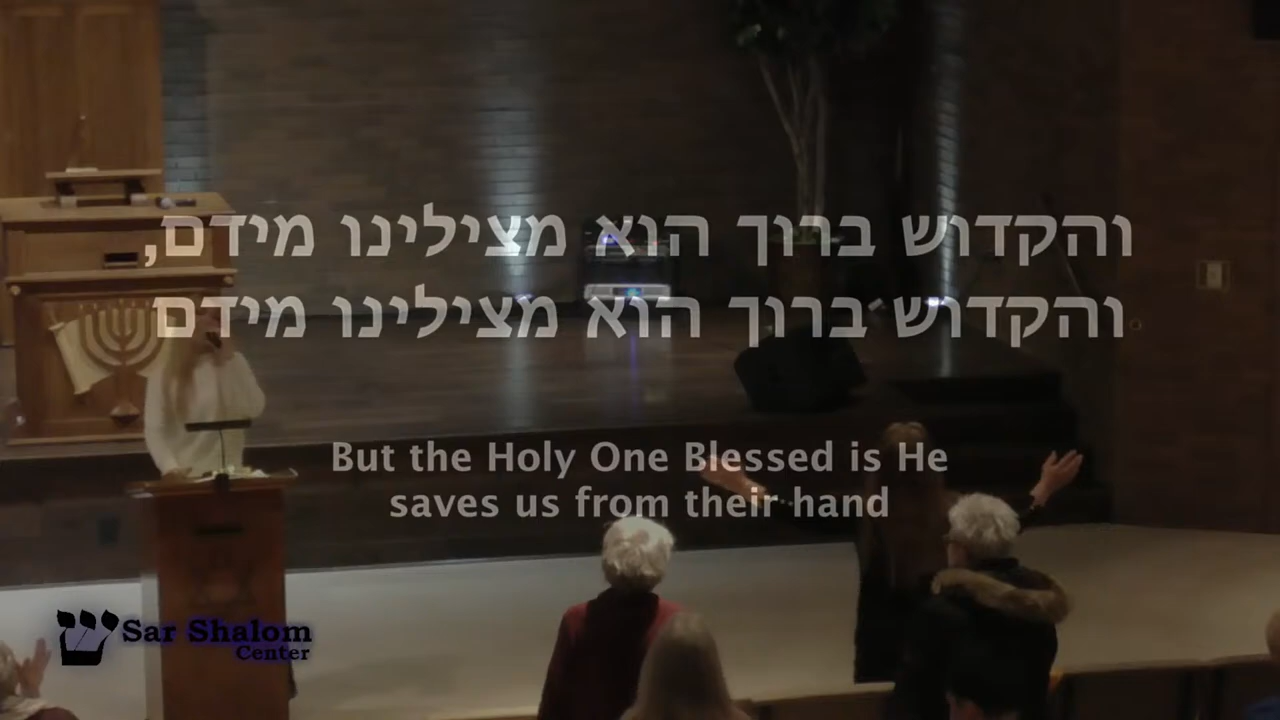 והקדוש ברוך הוא מצילינו מידם,
והקדוש ברוך הוא מצילינו מידם
But the Holy One Blessed is He
saves us from their hand
Sar Shalom
Center